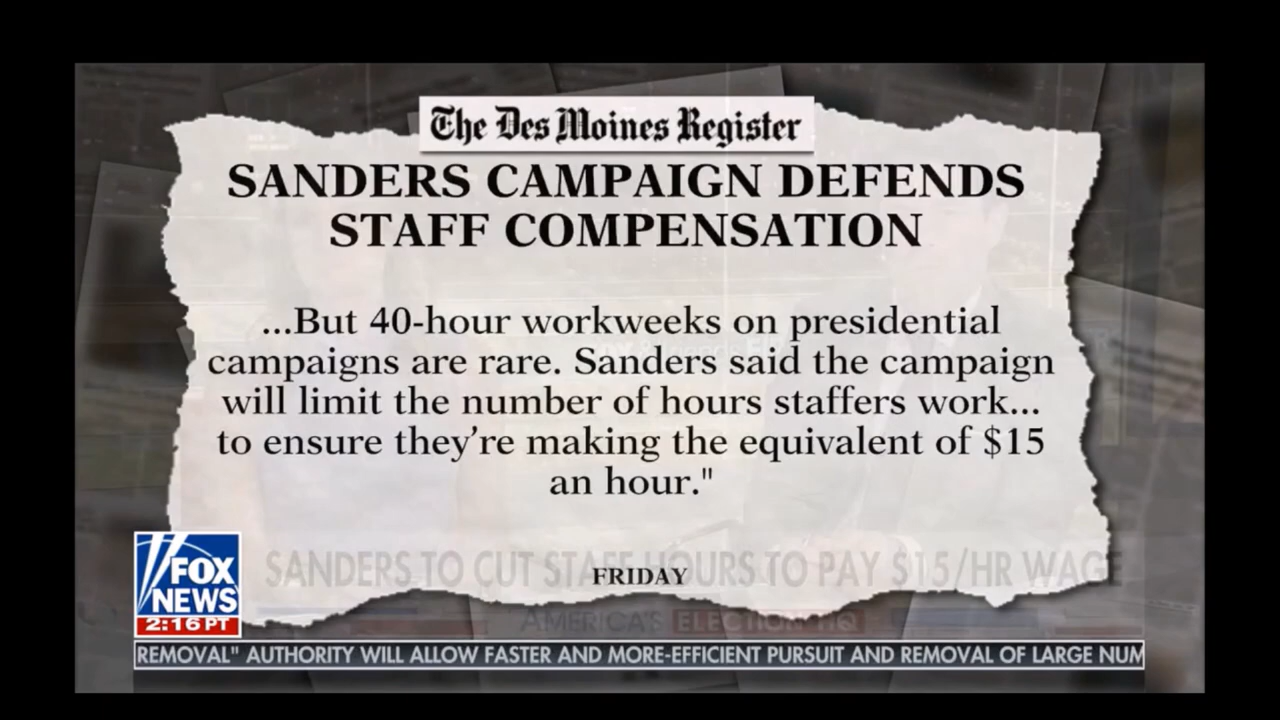 The Des Moines Register
SANDERS CAMPAIGN DEFENDS
STAFF COMPENSATION
...But 40-hour workweeks on presidential
campaigns are rare. Sanders said the campaign
will limit the number of hours staffers work...
to ensure they're making the equivalent of $15
an hour."
SANDERS TO CUT STAFF HOURS TO PAY $15/HR WAGE
FRIDAY
AMERICA'S ELECTION HQ
FOX
NEWS
2:16 PT
REMOVAL" AUTHORITY WILL ALLOW FASTER AND MORE-EFFICIENT PURSUIT AND REMOVAL OF LARGE NUM